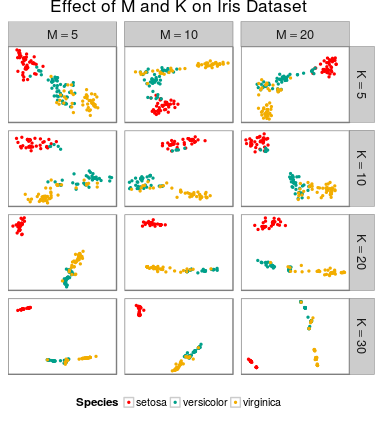 Effect of M and K on Iris Dataset
M = 5 M = 10 M = 20
K = 5
K = 10
K = 20
K = 30
Species setosa versicolor virginica